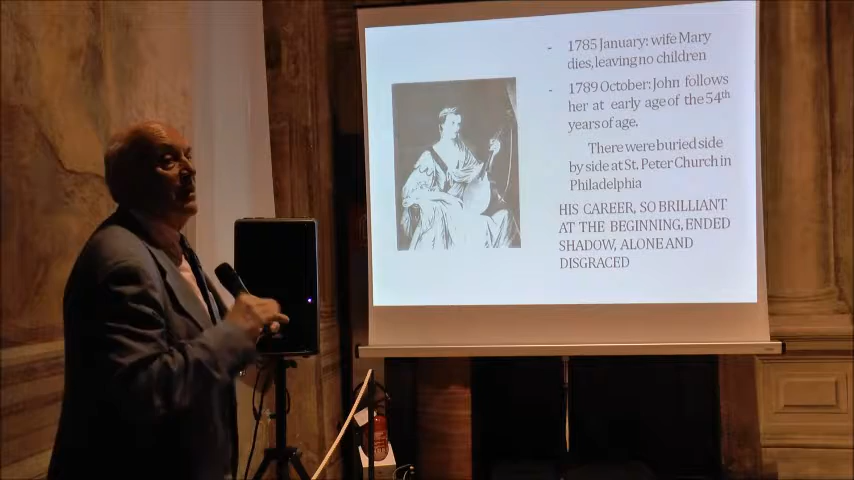 - 1785 January: wife Mary
dies, leaving no children
- 1789 October: John follows
her at early age of the 54th
years of age.
There were buried side
by side at St. Peter Church in
Philadelphia
HIS CAREER, SO BRILLIANT
AT THE BEGINNING, ENDED
SHADOW, ALONE AND
DISGRACED